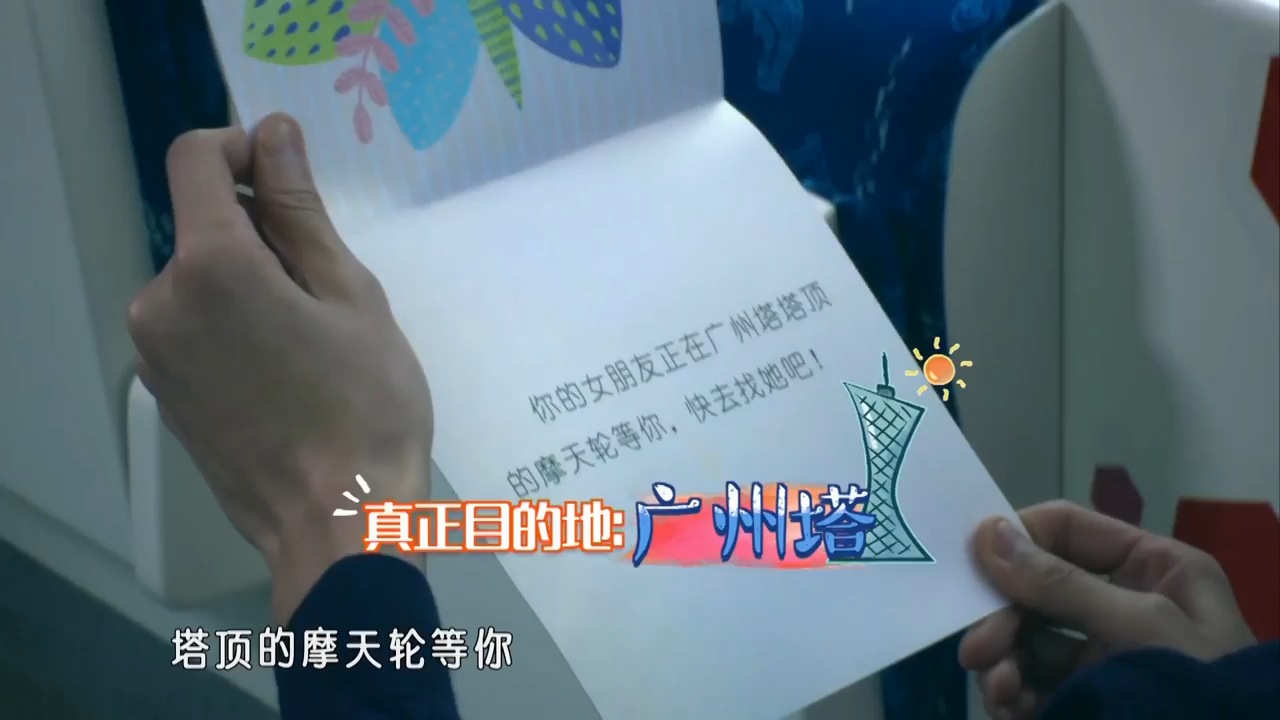 你的女朋友正在广州塔塔顶
的摩天轮等你，快去找她吧！
真正目的地:广州塔
塔顶的摩天轮等你